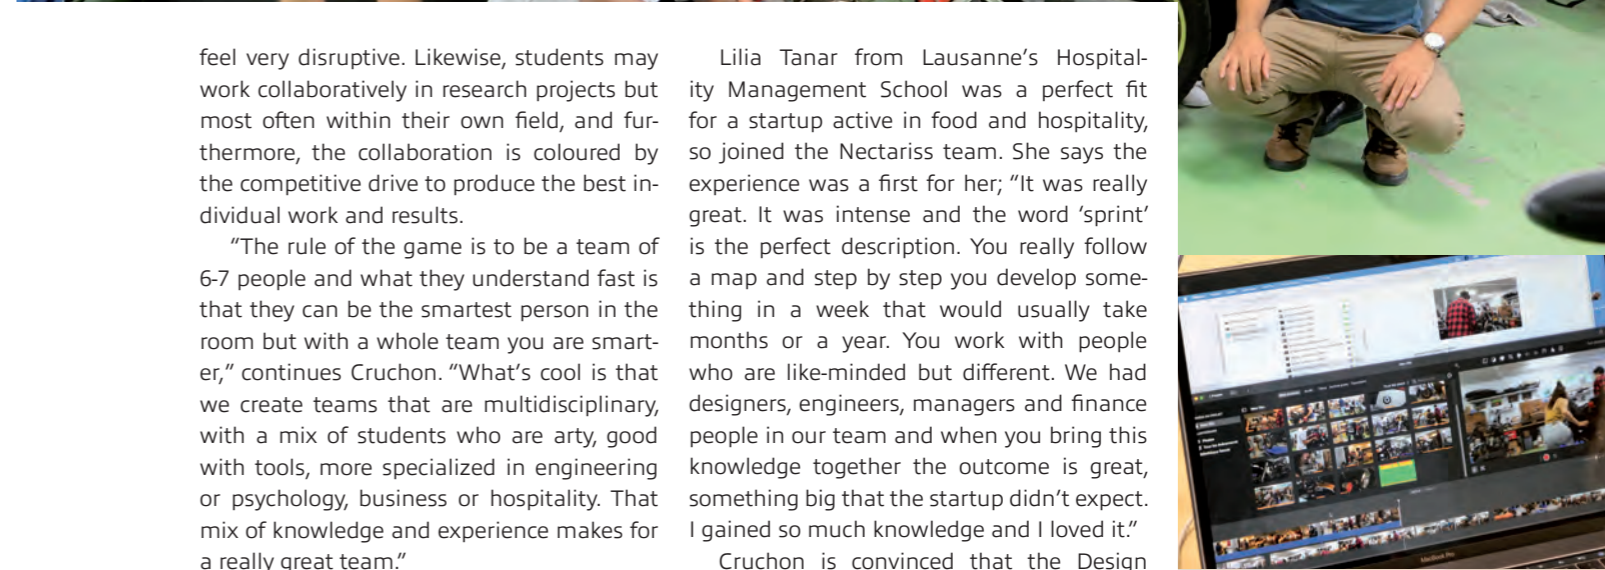 feel very disruptive. Likewise, students may
work collaboratively in research projects but
most often within their own field, and fur-
thermore, the collaboration is coloured by
the competitive drive to produce the best in-
dividual work and results.
“The rule of the game is to be a team of
6-7 people and what they understand fast is
that they can be the smartest person in the
room but with a whole team you are smart-
er,” continues Cruchon. “What’s cool is that
we create teams that are multidisciplinary,
with a mix of students who are arty, good
with tools, more specialized in engineering
or psychology, business or hospitality. That
mix of knowledge and experience makes for
a really great team.”
Lilia Tanar from Lausanne’s Hospital-
ity Management School was a perfect fit
for a startup active in food and hospitality,
so joined the Nectariss team. She says the
experience was a first for her; “It was really
great. It was intense and the word ‘sprint’
is the perfect description. You really follow
a map and step by step you develop some-
thing in a week that would usually take
months or a year. You work with people
who are like-minded but different. We had
designers, engineers, managers and finance
people in our team and when you bring this
knowledge together the outcome is great,
something big that the startup didn’t expect.
I gained so much knowledge and I loved it.”
Cruchon is convinced that the Design
MacBook Pro